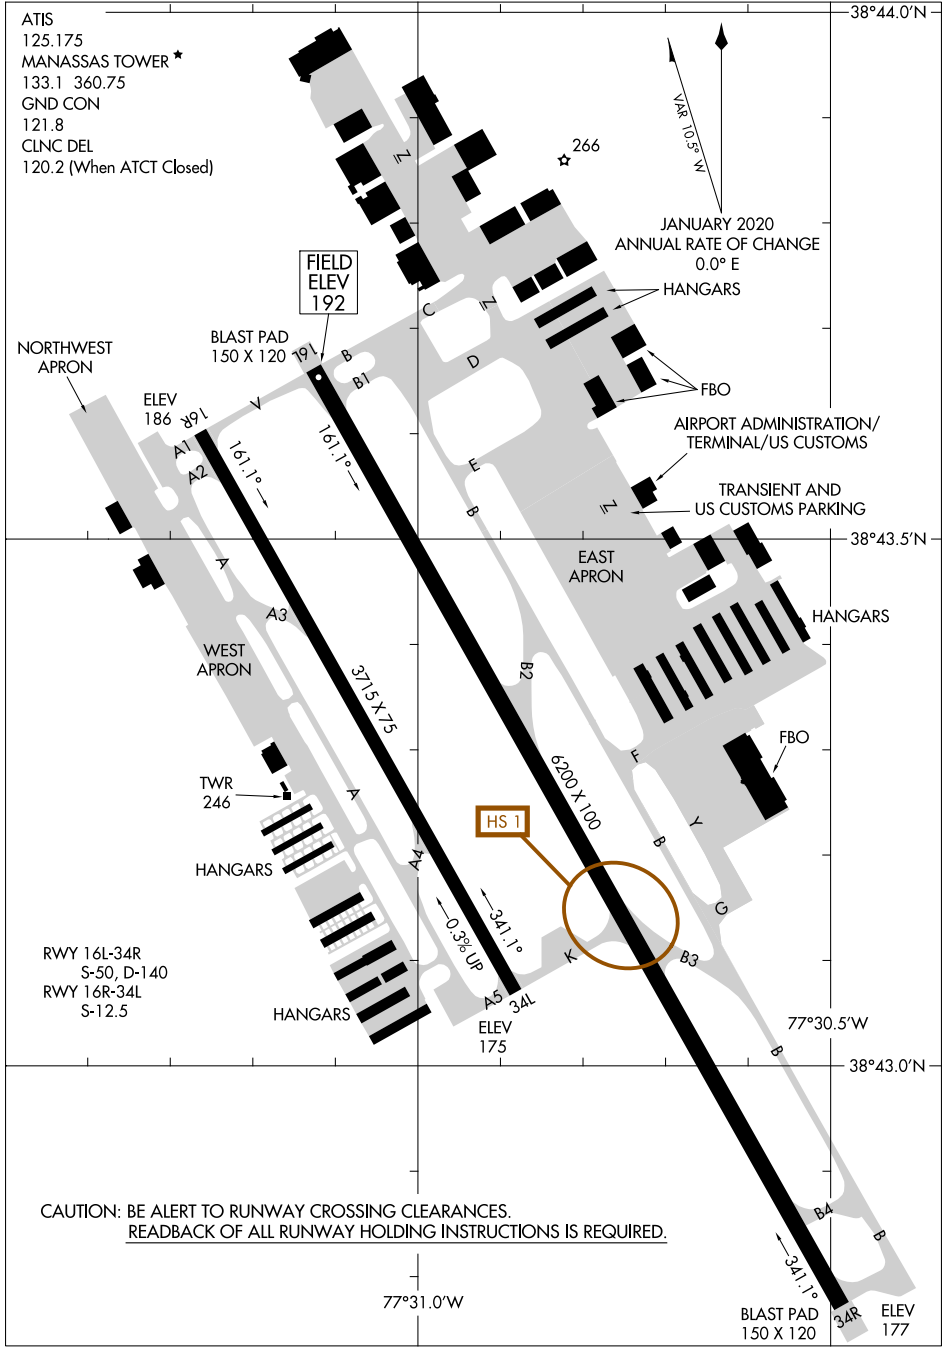 ATIS
125.175
MANASSAS TOWER
133.1 360.75
GND CON
121.8
CLNC DEL
120.2 (When ATCT Closed)
38°44.0'N
VAR 10.5° W
266
JANUARY 2020
ANNUAL RATE OF CHANGE
0.0° E
FIELD
ELEV
192
HANGARS
BLAST PAD
150 X 120
16L
NORTHWEST
APRON
ELEV
186
16R
N
N
C
B
B1
D
V
FBO
A1
A2
161.1°
161.1°
E
B
AIRPORT ADMINISTRATION/
TERMINAL/US CUSTOMS
TRANSIENT AND
US CUSTOMS PARKING
N
38°43.5'N
EAST
APRON
A
A3
HANGARS
WEST
APRON
B2
3715 X 75
FBO
F
6200 X 100
TWR
246
A
HS 1
Y
B
A4
HANGARS
G
341.1°
0.3% UP
K
B3
RWY 16L-34R
S-50, D-140
RWY 16R-34L
S-12.5
A5
34L
HANGARS
ELEV
175
77°30.5'W
B
38°43.0'N
CAUTION: BE ALERT TO RUNWAY CROSSING CLEARANCES.
READBACK OF ALL RUNWAY HOLDING INSTRUCTIONS IS REQUIRED.
B4
B
341.1°
77°31.0'W
BLAST PAD
150 X 120
34R
ELEV
177